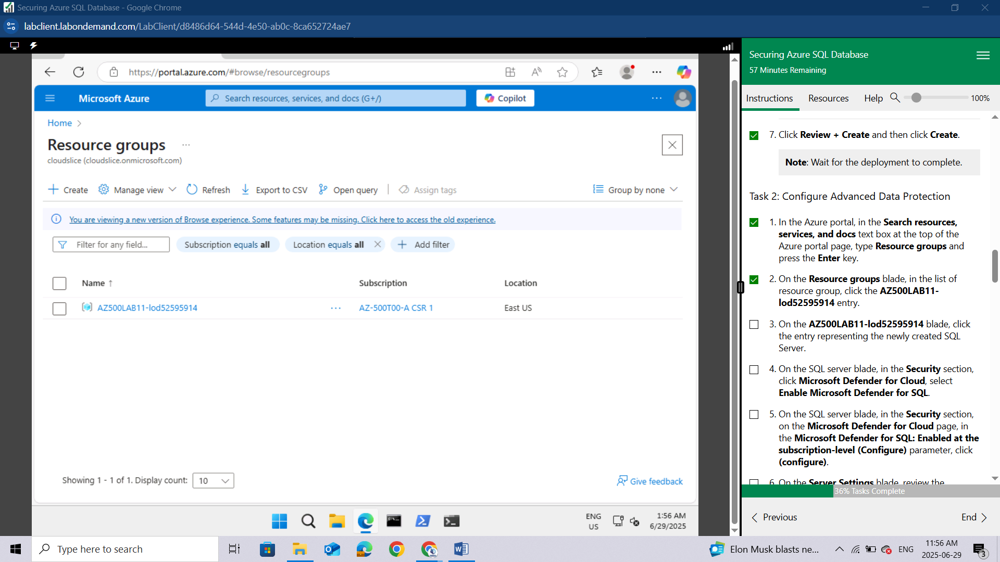 Securing Azure SQL Database - Google Chrome
labclient.labondemand.com/LabClient/d8486d64-544d-4e50-ab0c-8ca652724ae7
https://portal.azure.com/#browse/resourcegroups
Microsoft Azure
Search resources, services, and docs (G+/)
Copilot
Home
Resource groups
cloudslice (cloudslice.onmicrosoft.com)
Create
Manage view
Refresh
Export to CSV
Open query
Assign tags
Group by none
You are viewing a new version of Browse experience. Some features may be missing. Click here to access the old experience.
Filter for any field...
Subscription equals all
Location equals all
Add filter
Name ↑
Subscription
Location
AZ500LAB11-lod52595914
AZ-500T00-A CSR 1
East US
Showing 1 - 1 of 1. Display count:
10
Give feedback
ENG
US
1:56 AM
6/29/2025
Securing Azure SQL Database
57 Minutes Remaining
Instructions
Resources
Help
100%
7. Click Review + Create and then click Create.
Note: Wait for the deployment to complete.
Task 2: Configure Advanced Data Protection
1. In the Azure portal, in the Search resources,
services, and docs text box at the top of the
Azure portal page, type Resource groups and
press the Enter key.
2. On the Resource groups blade, in the list of
resource group, click the AZ500LAB11-
lod52595914 entry.
3. On the AZ500LAB11-lod52595914 blade, click
the entry representing the newly created SQL
Server.
4. On the SQL server blade, in the Security section,
click Microsoft Defender for Cloud, select
Enable Microsoft Defender for SQL.
5. On the SQL server blade, in the Security section,
on the Microsoft Defender for Cloud page, in
the Microsoft Defender for SQL: Enabled at the
subscription-level (Configure) parameter, click
(configure).
6. On the Server Settings blade, review the
36% Tasks Complete
Previous
End
Type here to search
Elon Musk blasts ne...
ENG
11:56 AM
2025-06-29
3